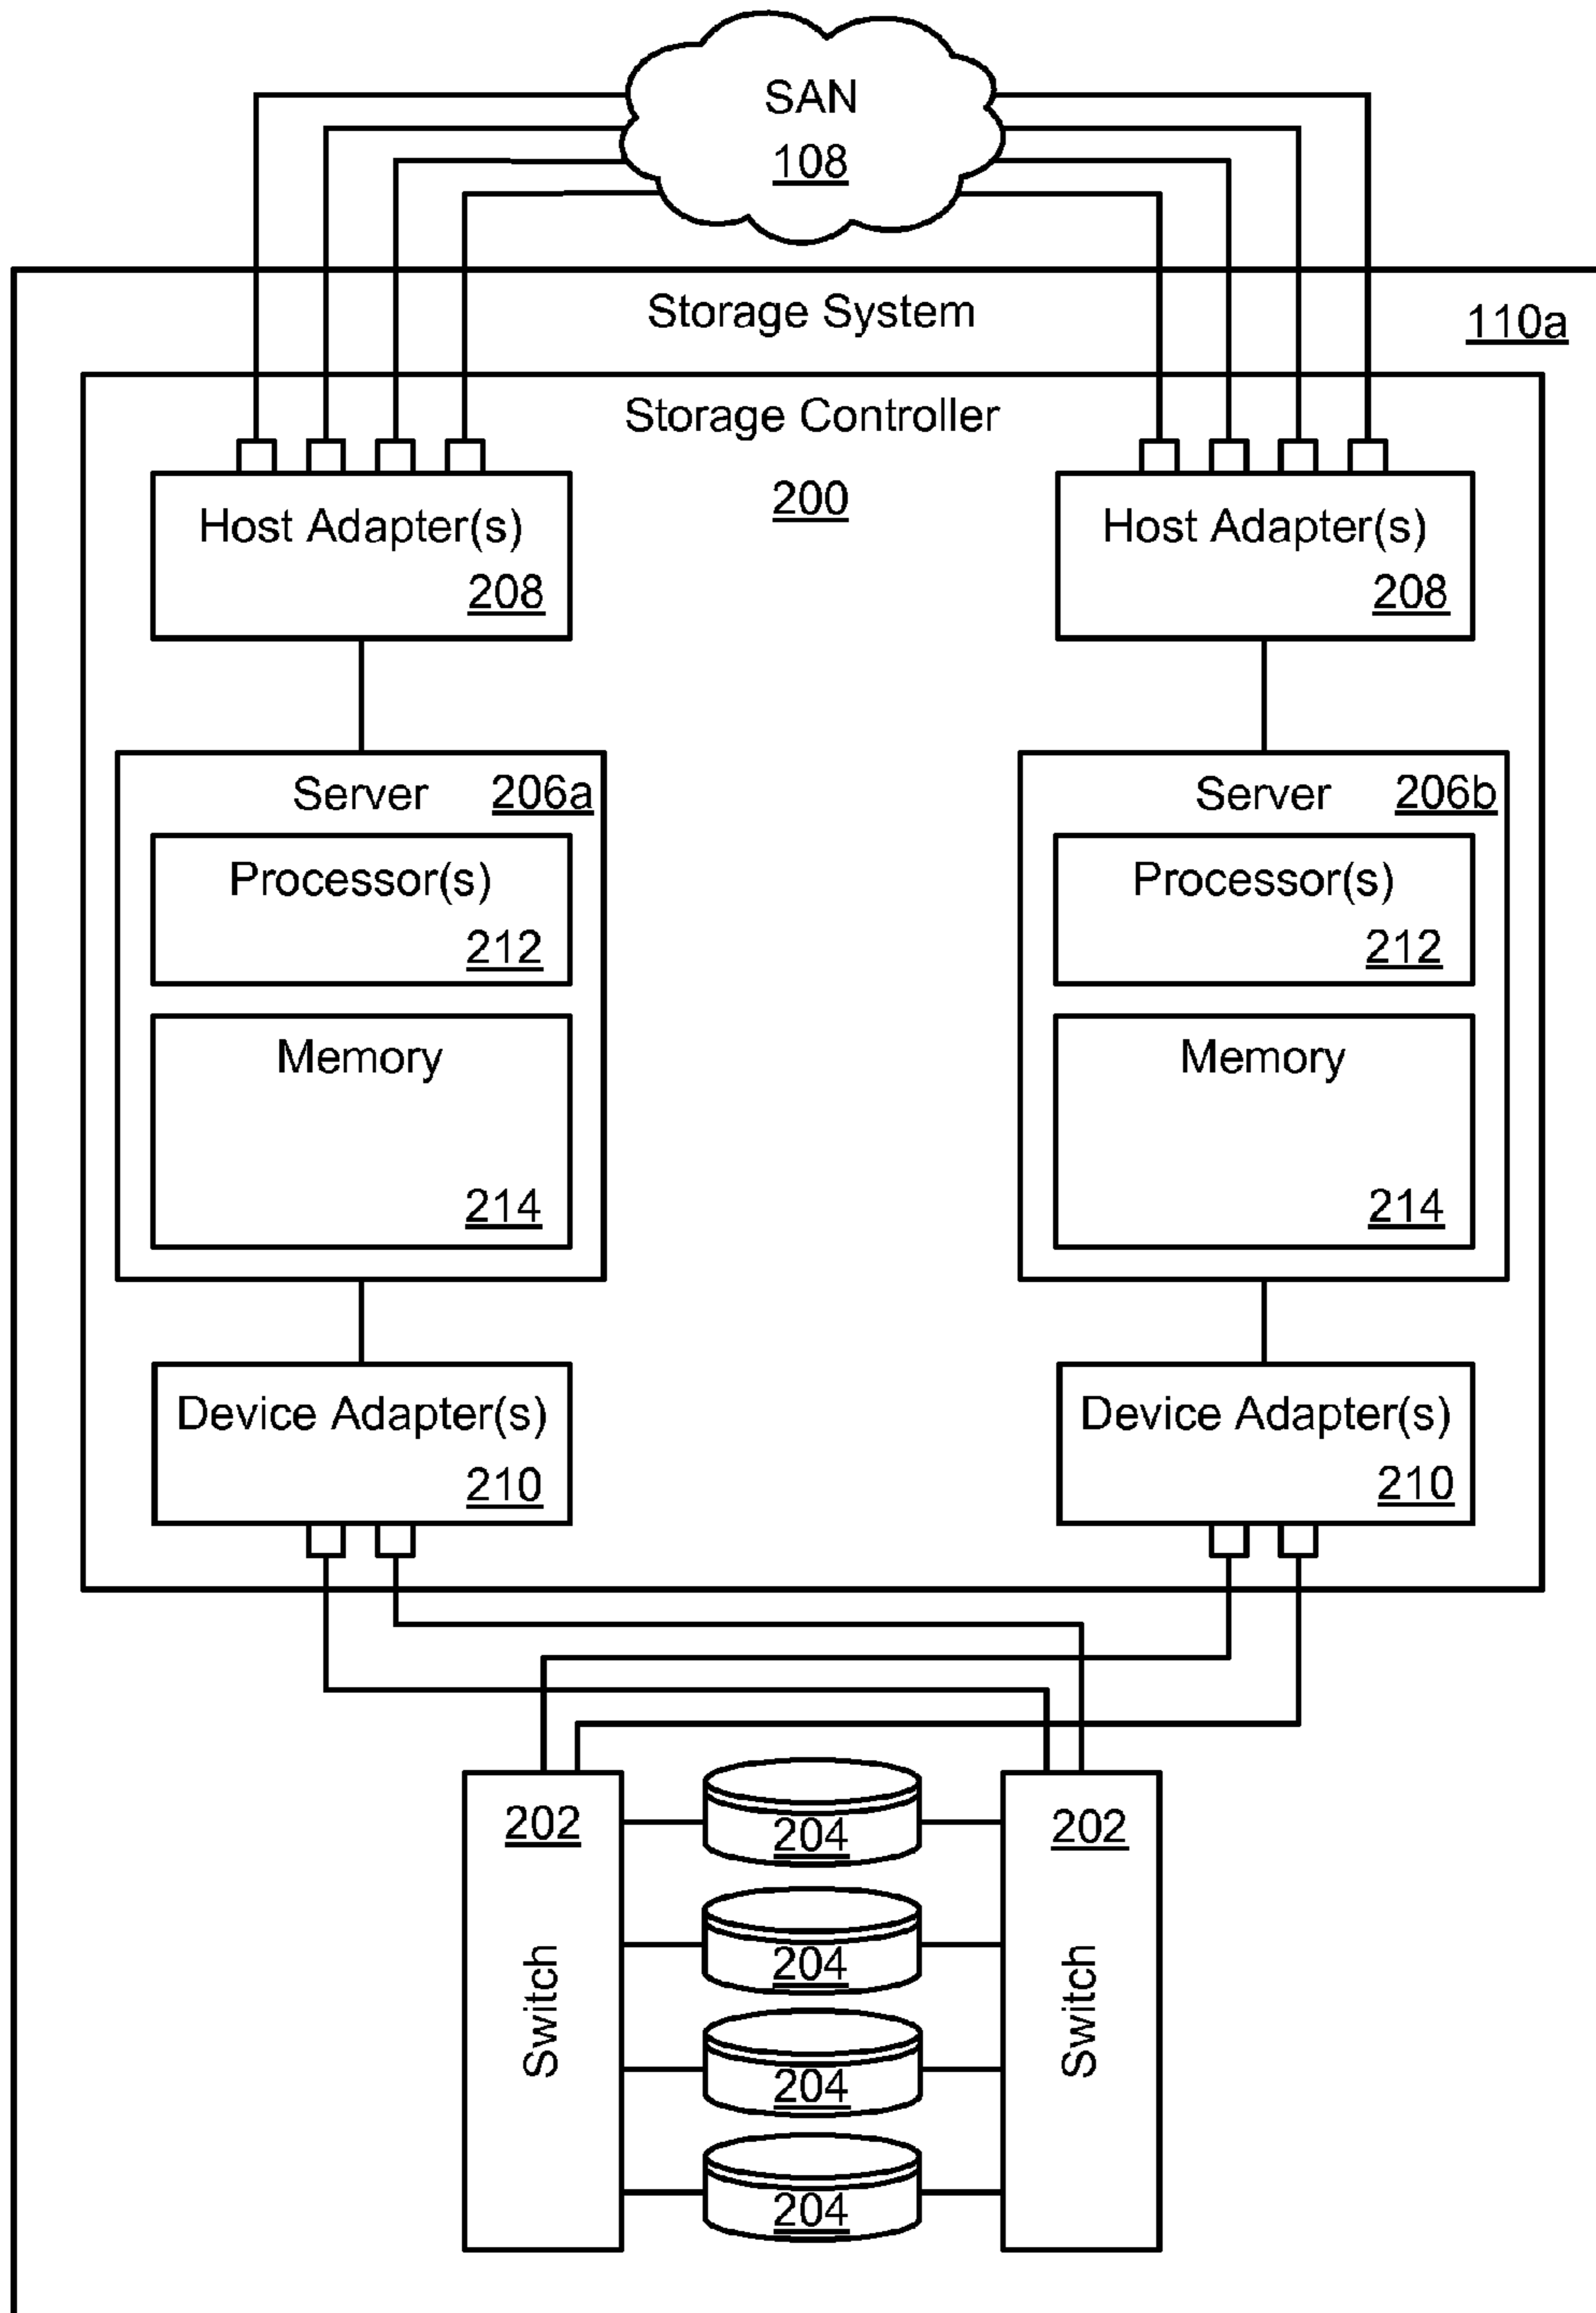 SAN
108
Storage System
110a
Storage Controller
200
Host Adapter(s)
208
Host Adapter(s)
208
Server 206a
Processor(s)
212
Memory
214
Server 206b
Processor(s)
212
Memory
214
Device Adapter(s)
210
Device Adapter(s)
210
202
Switch
204
204
204
204
202
Switch